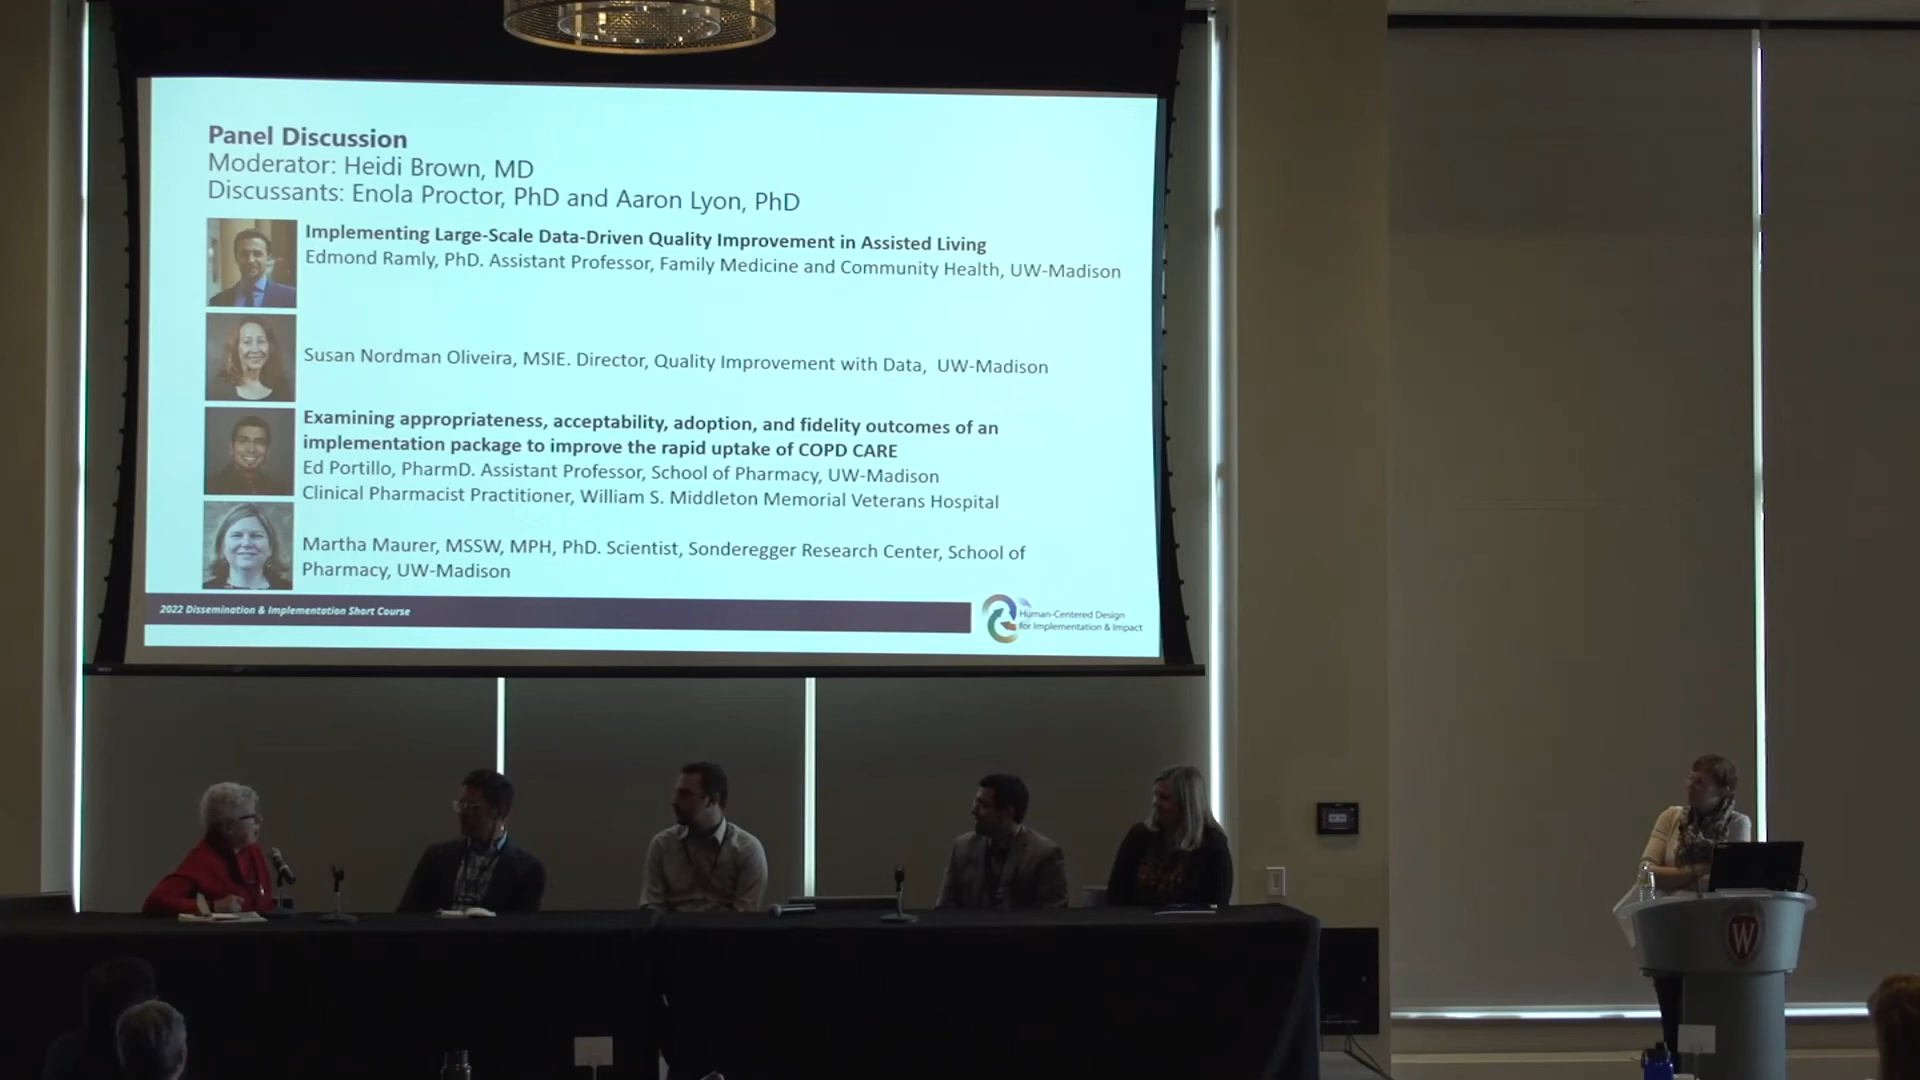 Panel Discussion
Moderator: Heidi Brown, MD
Discussants: Enola Proctor, PhD and Aaron Lyon, PhD
Implementing Large-Scale Data-Driven Quality Improvement in Assisted Living
Edmond Ramly, PhD. Assistant Professor, Family Medicine and Community Health, UW-Madison
Susan Nordman Oliveira, MSIE. Director, Quality Improvement with Data, UW-Madison
Examining appropriateness, acceptability, adoption, and fidelity outcomes of an
implementation package to improve the rapid uptake of COPD CARE
Ed Portillo, PharmD. Assistant Professor, School of Pharmacy, UW-Madison
Clinical Pharmacist Practitioner, William S. Middleton Memorial Veterans Hospital
Martha Maurer, MSSW, MPH, PhD. Scientist, Sonderegger Research Center, School of
Pharmacy, UW-Madison
2022 Dissemination & Implementation Short Course
Human-Centered Design
for Implementation & Impact
W